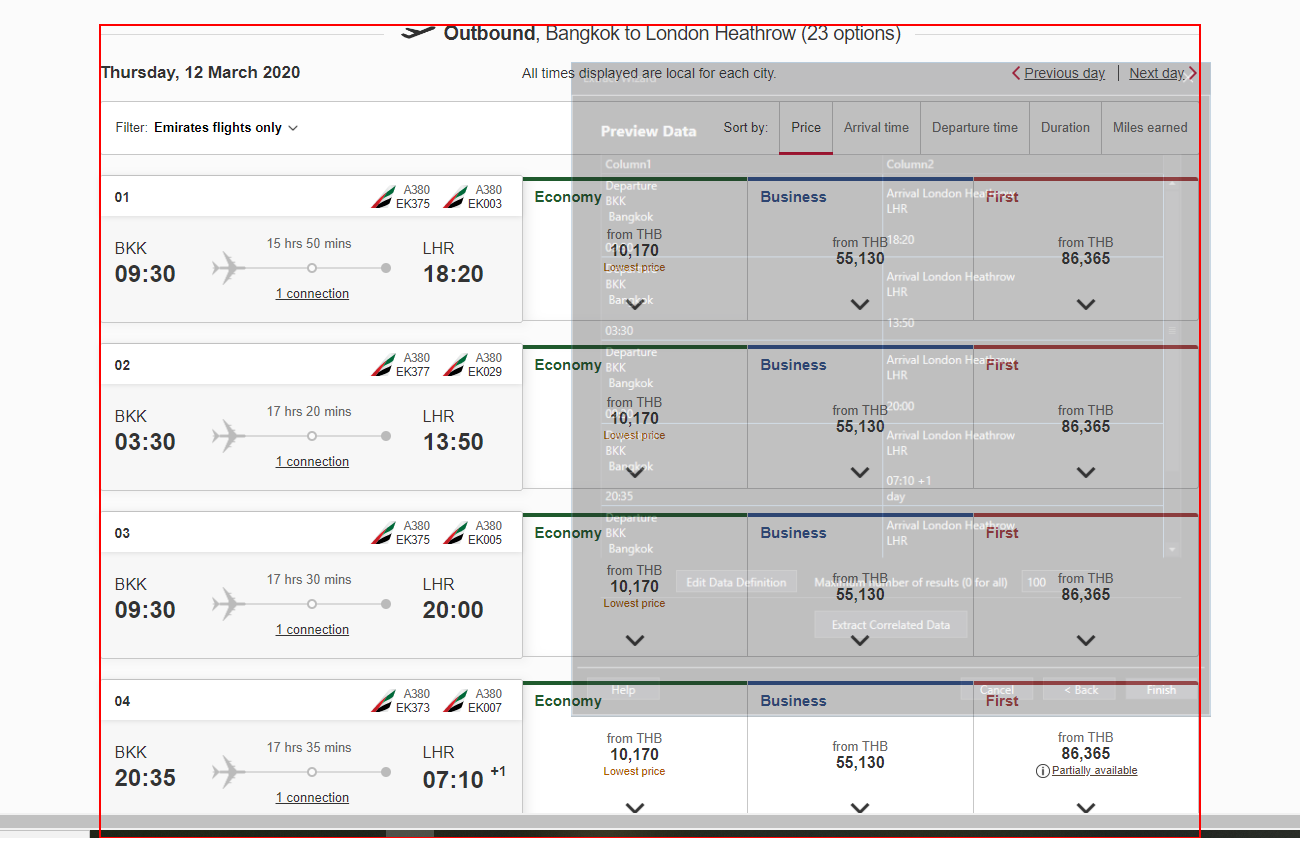 Outbound, Bangkok to London Heathrow (23 options)
Thursday, 12 March 2020
All times displayed are local for each city.
Previous day | Next day
Filter: Emirates flights only
Preview Data
Sort by: Price Arrival time Departure time Duration Miles earned
Column1 Column2
01
A380 A380
EK375 EK003
BKK 15 hrs 50 mins LHR
09:30 18:20
1 connection
Economy Business First
from THB from THB from THB
10,170 55,130 86,365
Lowest price
Departure
BKK
Bangkok
Arrival London Heathrow
LHR
18:20
02
A380 A380
EK377 EK029
BKK 17 hrs 20 mins LHR
03:30 13:50
1 connection
Economy Business First
from THB from THB from THB
10,170 55,130 86,365
Lowest price
BKK
Bangkok
03:30
Arrival London Heathrow
LHR
13:50
03
A380 A380
EK375 EK005
BKK 17 hrs 30 mins LHR
09:30 20:00
1 connection
Economy Business First
from THB from THB from THB
10,170 55,130 86,365
Lowest price
Departure
BKK
Bangkok
Arrival London Heathrow
LHR
20:00
BKK
Bangkok
20:35
Arrival London Heathrow
LHR
07:10 +1
day
Departure
BKK
Bangkok
Arrival London Heathrow
LHR
Edit Data Definition
Maximum number of results (0 for all) 100
Extract Correlated Data
Help Cancel < Back Finish
04
A380 A380
EK373 EK007
BKK 17 hrs 35 mins LHR
20:35 07:10 +1
1 connection
Economy Business First
from THB from THB from THB
10,170 55,130 86,365
Lowest price Partially available